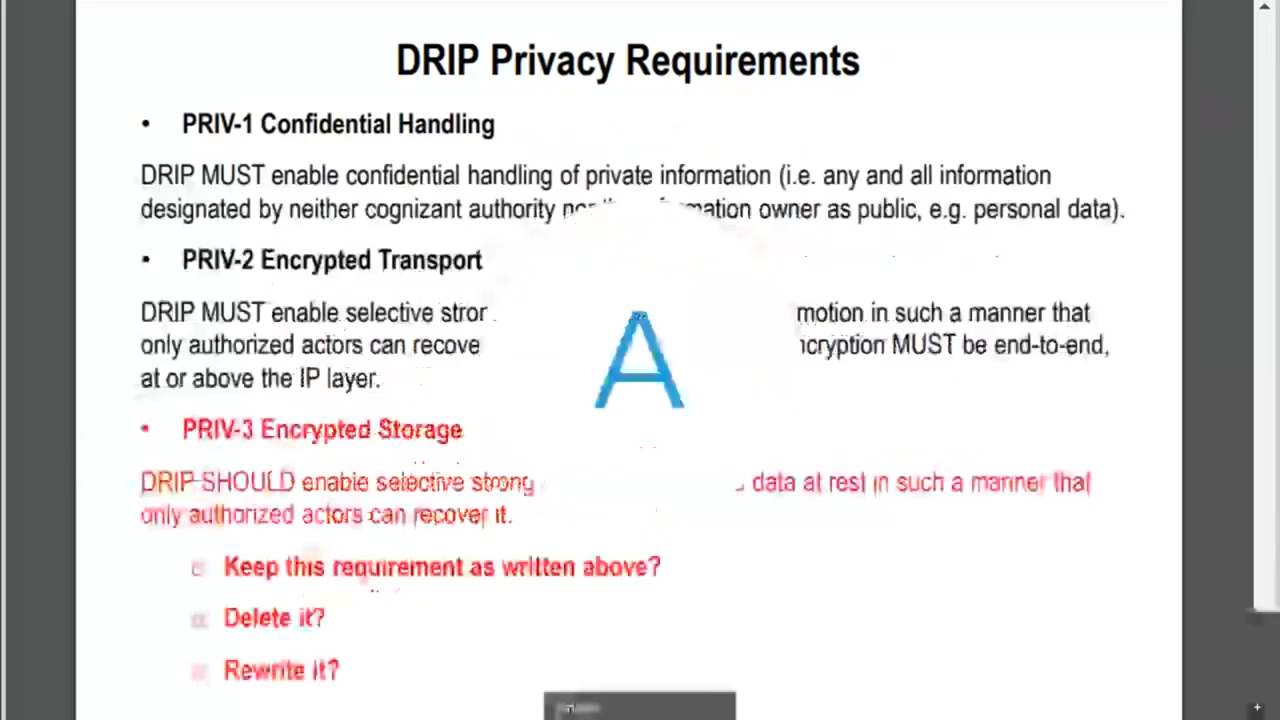 DRIP Privacy Requirements
• PRIV-1 Confidential Handling
DRIP MUST enable confidential handling of private information (i.e. any and all information
designated by neither cognizant authority owner as public, e.g. personal data).
• PRIV-2 Encrypted Transport
DRIP MUST enable selective motion in such a manner that
only authorized actors can MUST be end-to-end,
at or above the IP layer.
A
• PRIV-3 Encrypted Storage
DRIP SHOULD enable selective strong data at rest in such a manner that
only authorized actors can recover it.
Keep this requirement as written above?
Delete it?
Rewrite it?